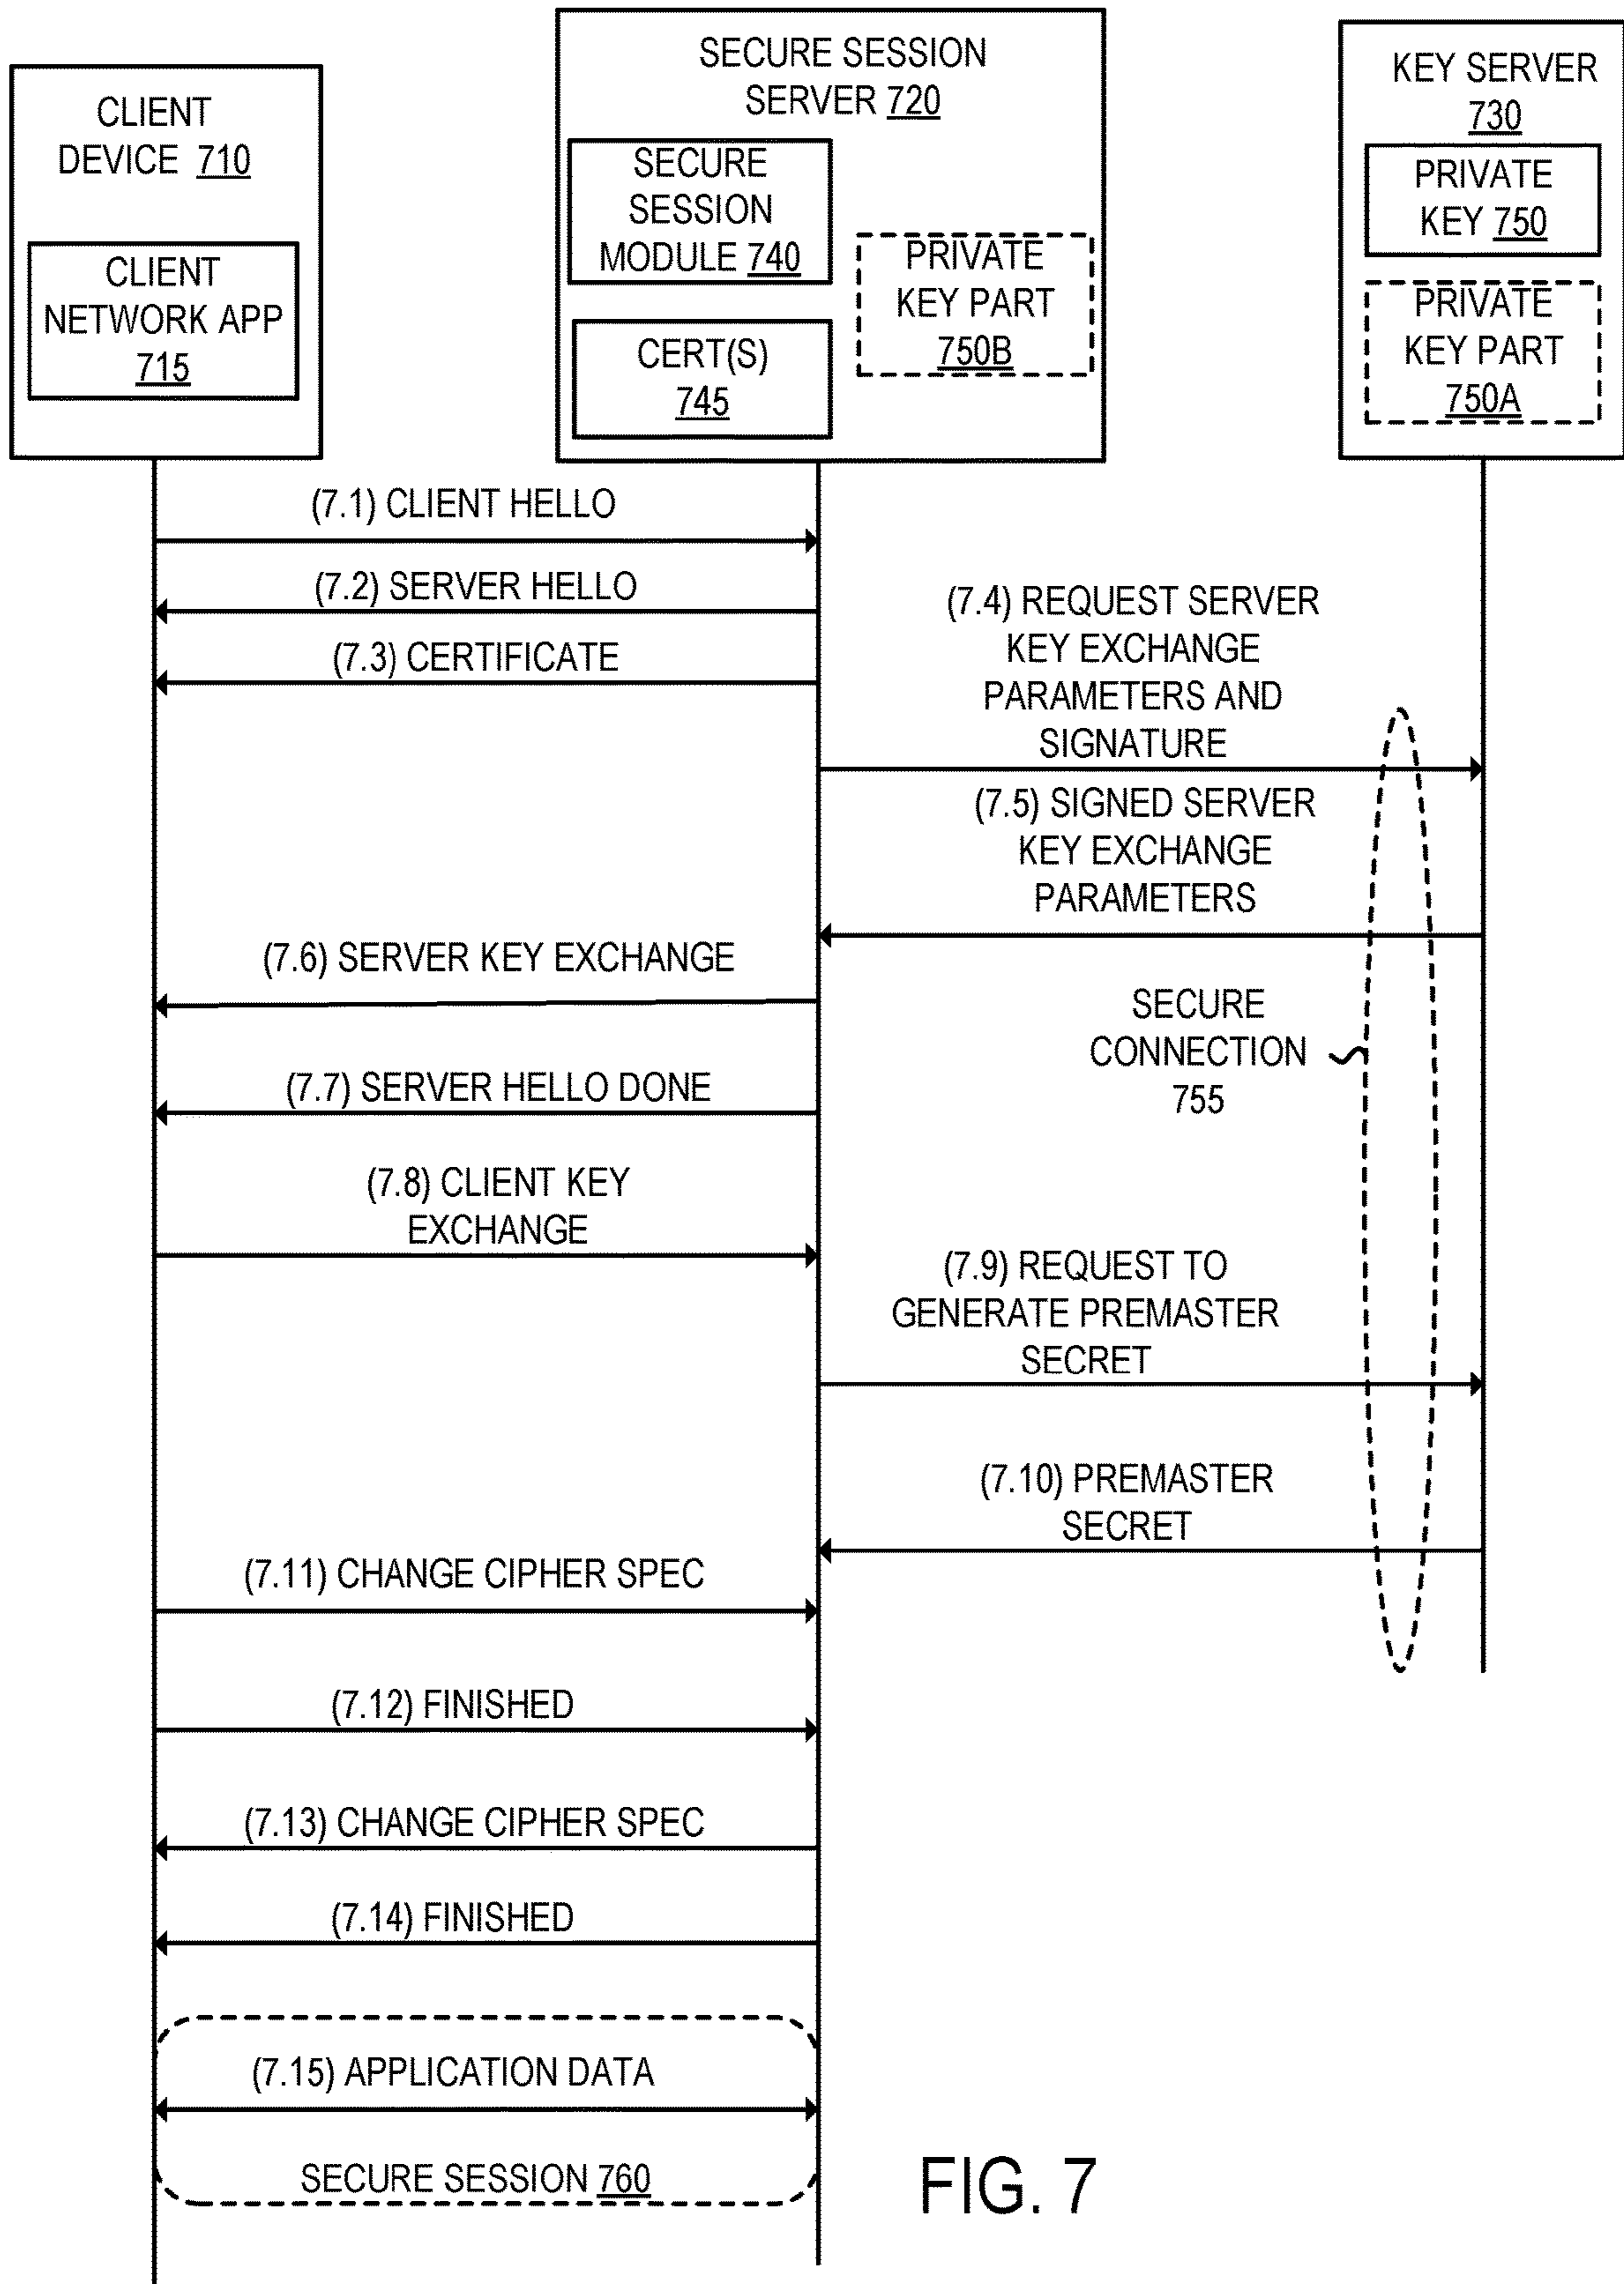 CLIENT
DEVICE 710
CLIENT
NETWORK APP
715
SECURE SESSION
SERVER 720
SECURE
SESSION
MODULE 740
CERT(S)
745
PRIVATE
KEY PART
750B
KEY SERVER
730
PRIVATE
KEY 750
PRIVATE
KEY PART
750A
(7.1) CLIENT HELLO
(7.2) SERVER HELLO
(7.3) CERTIFICATE
(7.4) REQUEST SERVER
KEY EXCHANGE
PARAMETERS AND
SIGNATURE
(7.5) SIGNED SERVER
KEY EXCHANGE
PARAMETERS
(7.6) SERVER KEY EXCHANGE
SECURE
CONNECTION
755
(7.7) SERVER HELLO DONE
(7.8) CLIENT KEY
EXCHANGE
(7.9) REQUEST TO
GENERATE PREMASTER
SECRET
(7.10) PREMASTER
SECRET
(7.11) CHANGE CIPHER SPEC
(7.12) FINISHED
(7.13) CHANGE CIPHER SPEC
(7.14) FINISHED
(7.15) APPLICATION DATA
SECURE SESSION 760
FIG. 7